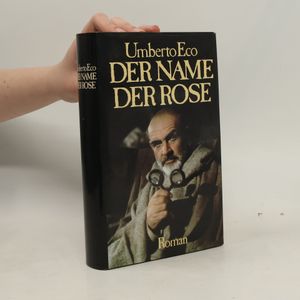 Umberto Eco
DER NAME
DER ROSE
Roman
Umberto Eco
DER NAME
DER ROSE